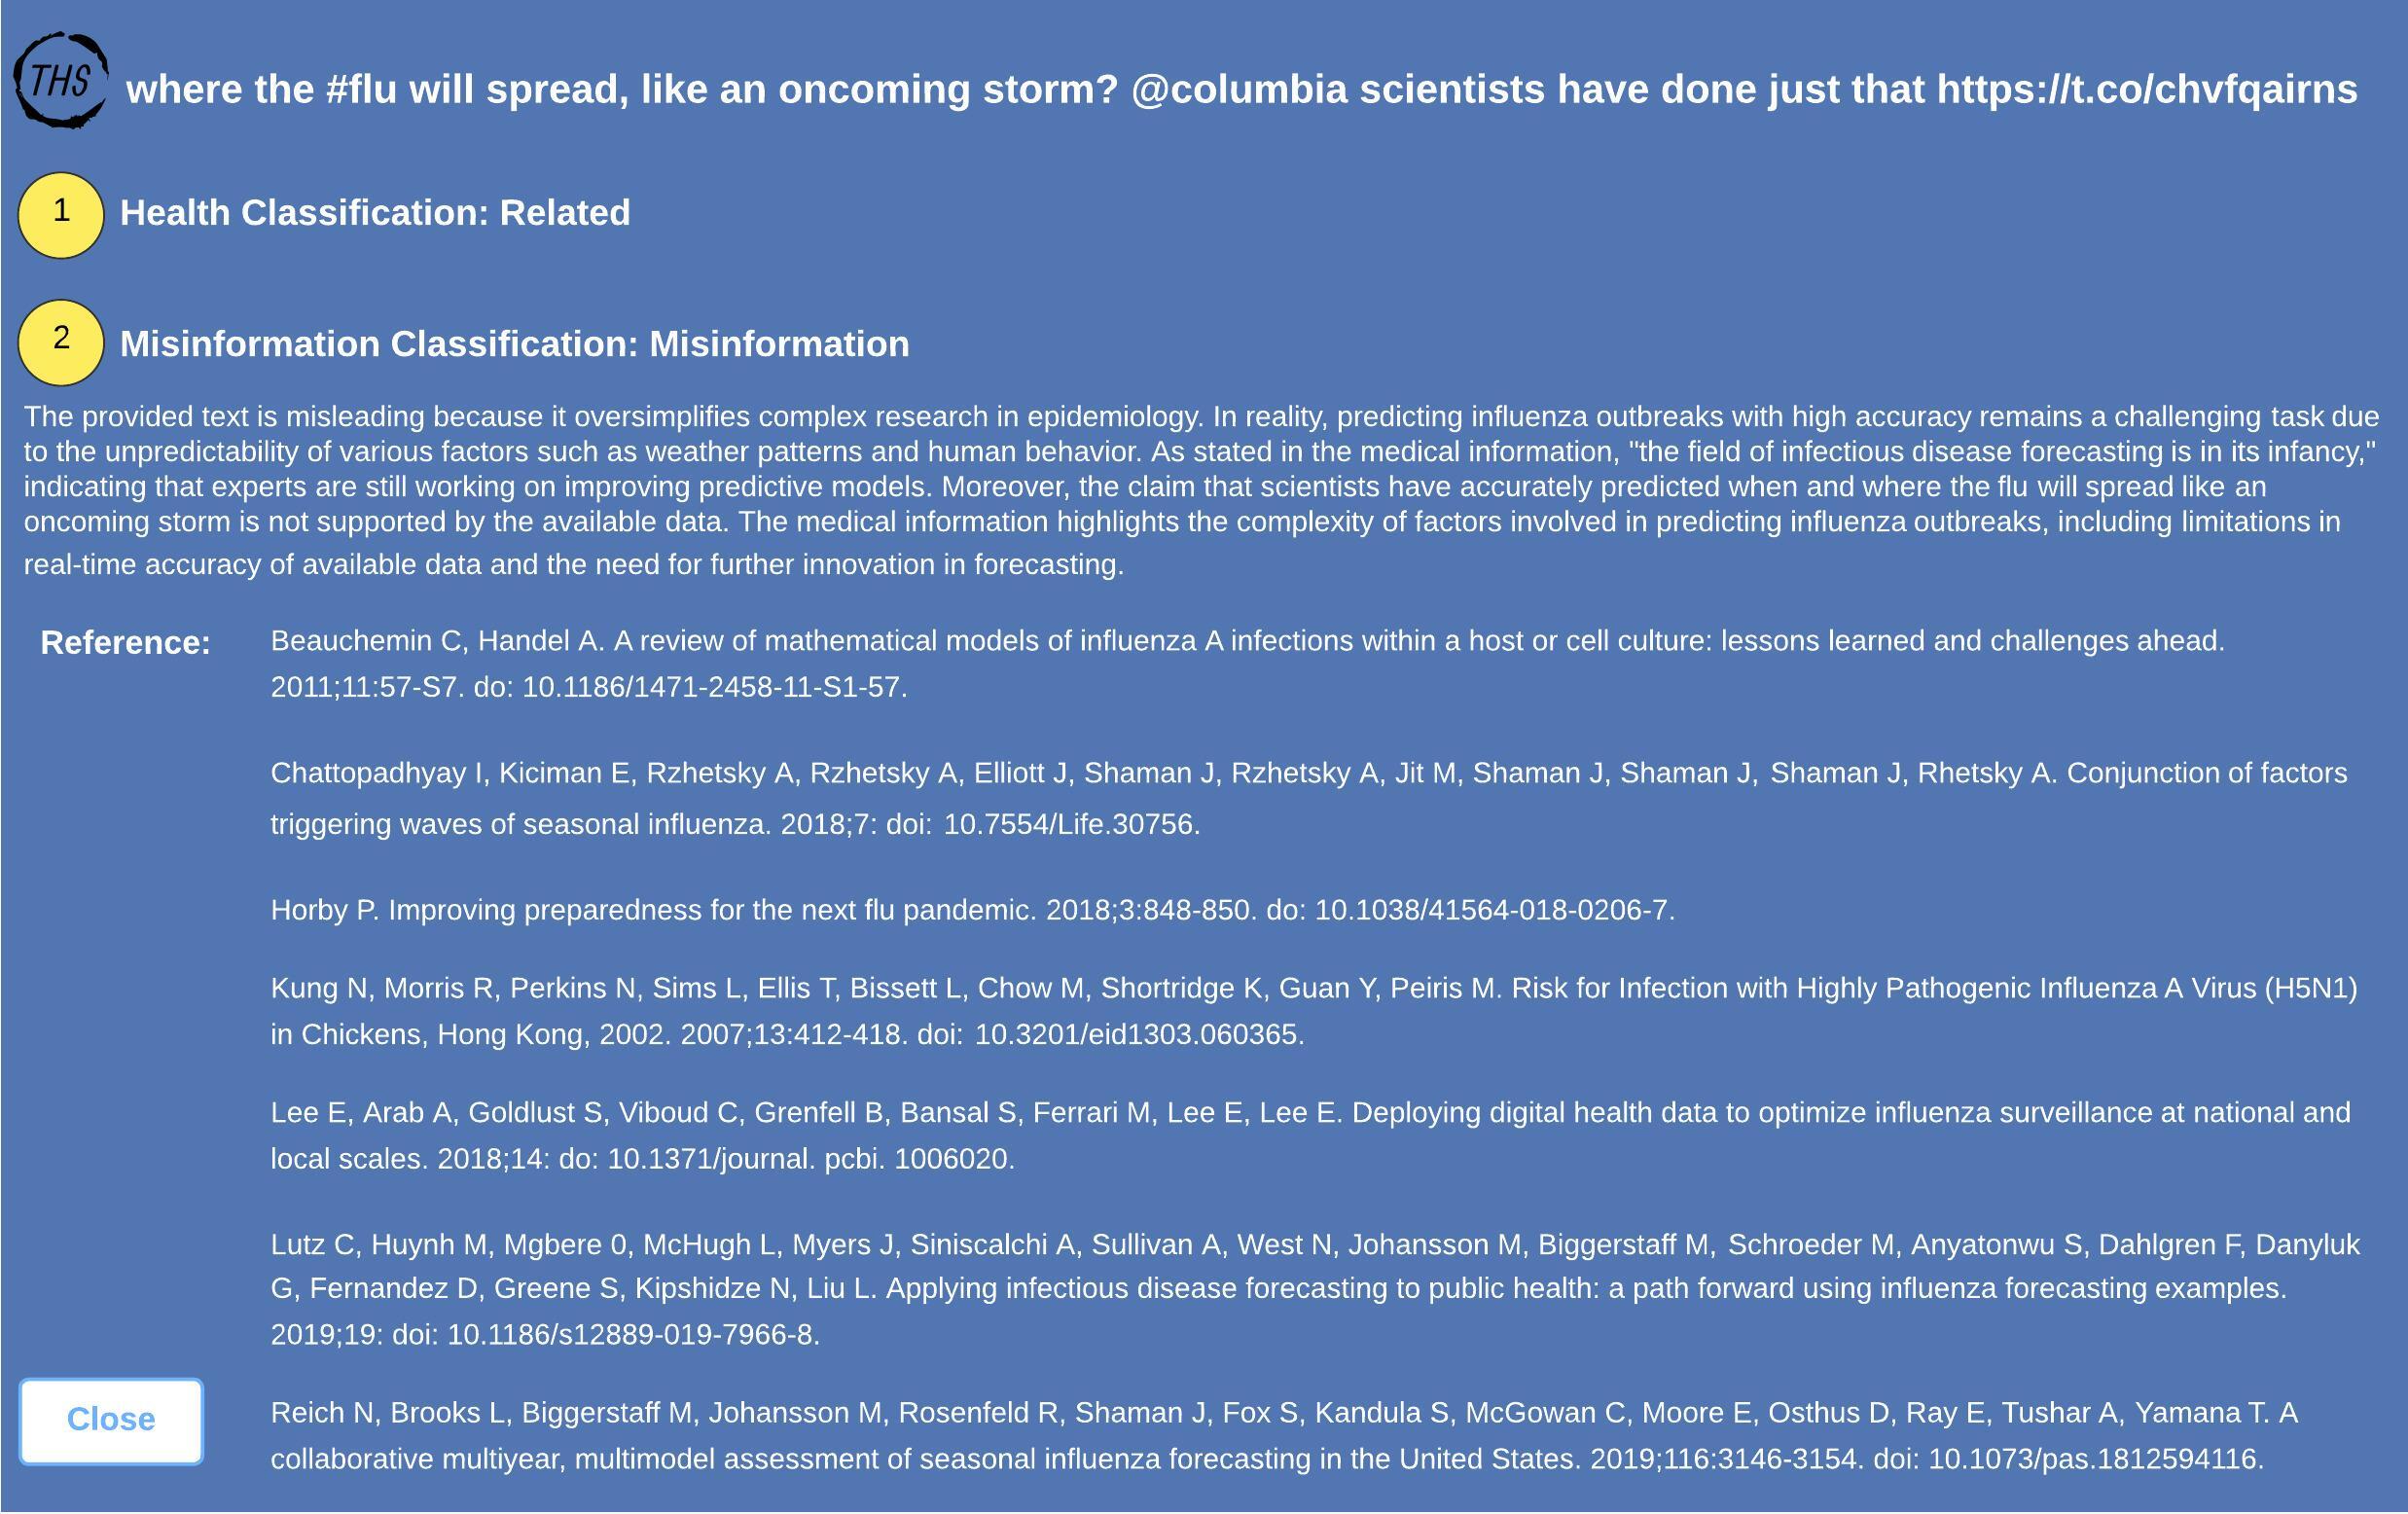 THS
where the #flu will spread, like an oncoming storm? @columbia scientists have done just that https://t.co/chvfqairns
1
Health Classification: Related
2
Misinformation Classification: Misinformation
The provided text is misleading because it oversimplifies complex research in epidemiology. In reality, predicting influenza outbreaks with high accuracy remains a challenging task due
to the unpredictability of various factors such as weather patterns and human behavior. As stated in the medical information, "the field of infectious disease forecasting is in its infancy,"
indicating that experts are still working on improving predictive models. Moreover, the claim that scientists have accurately predicted when and where the flu will spread like an
oncoming storm is not supported by the available data. The medical information highlights the complexity of factors involved in predicting influenza outbreaks, including limitations in
real-time accuracy of available data and the need for further innovation in forecasting.
Reference:
Beauchemin C, Handel A. A review of mathematical models of influenza A infections within a host or cell culture: lessons learned and challenges ahead.
2011;11:57-S7. do: 10.1186/1471-2458-11-S1-57.
Chattopadhyay I, Kiciman E, Rzhetsky A, Rzhetsky A, Elliott J, Shaman J, Rzhetsky A, Jit M, Shaman J, Shaman J, Shaman J, Rhetsky A. Conjunction of factors
triggering waves of seasonal influenza. 2018;7: doi: 10.7554/Life.30756.
Horby P. Improving preparedness for the next flu pandemic. 2018;3:848-850. do: 10.1038/41564-018-0206-7.
Kung N, Morris R, Perkins N, Sims L, Ellis T, Bissett L, Chow M, Shortridge K, Guan Y, Peiris M. Risk for Infection with Highly Pathogenic Influenza A Virus (H5N1)
in Chickens, Hong Kong, 2002. 2007;13:412-418. doi: 10.3201/eid1303.060365.
Lee E, Arab A, Goldlust S, Viboud C, Grenfell B, Bansal S, Ferrari M, Lee E, Lee E. Deploying digital health data to optimize influenza surveillance at national and
local scales. 2018;14: do: 10.1371/journal. pcbi. 1006020.
Lutz C, Huynh M, Mgbere 0, McHugh L, Myers J, Siniscalchi A, Sullivan A, West N, Johansson M, Biggerstaff M, Schroeder M, Anyatonwu S, Dahlgren F, Danyluk
G, Fernandez D, Greene S, Kipshidze N, Liu L. Applying infectious disease forecasting to public health: a path forward using influenza forecasting examples.
2019;19: doi: 10.1186/s12889-019-7966-8.
Close
Reich N, Brooks L, Biggerstaff M, Johansson M, Rosenfeld R, Shaman J, Fox S, Kandula S, McGowan C, Moore E, Osthus D, Ray E, Tushar A, Yamana T. A
collaborative multiyear, multimodel assessment of seasonal influenza forecasting in the United States. 2019;116:3146-3154. doi: 10.1073/pas.1812594116.